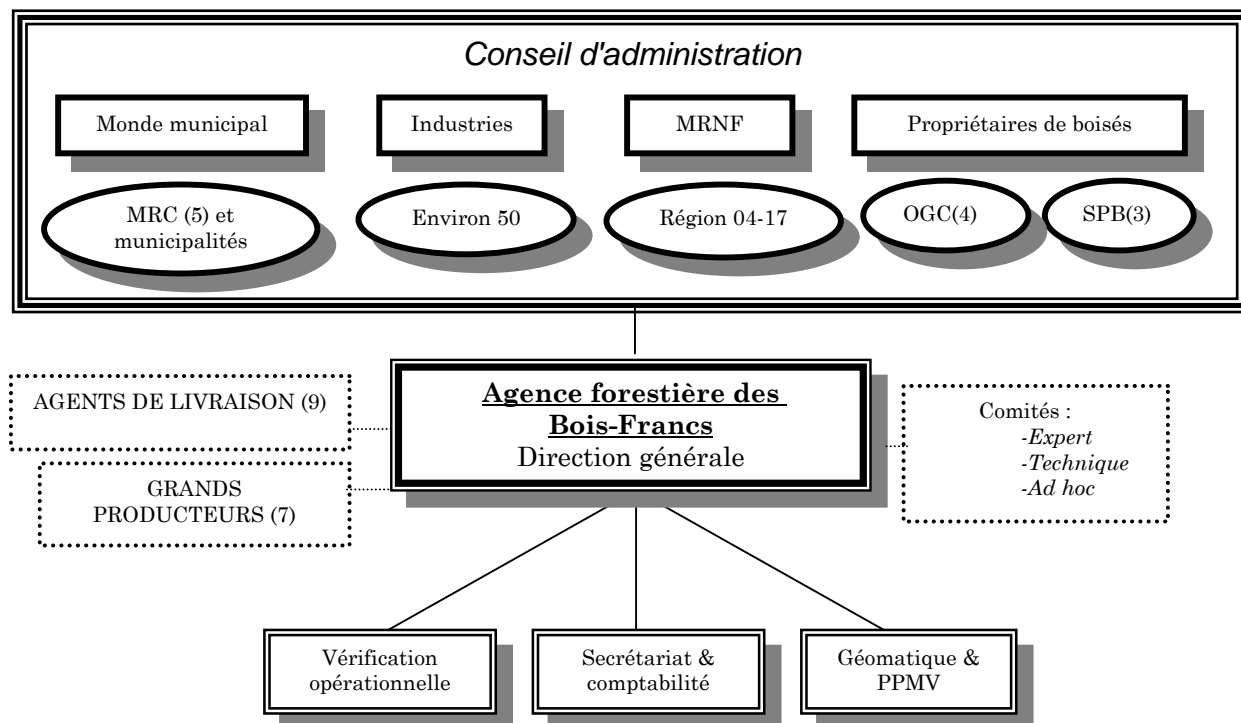 Conseil d'administration
Monde municipal
Industries
MRNF
Propriétaires de boisés
MRC (5) et
municipalités
Environ 50
Région 04-17
OGC(4)
SPB(3)
AGENTS DE LIVRAISON (9)
GRANDS
PRODUCTEURS (7)
Agence forestière des
Bois-Francs
Direction générale
Comités :
-Expert
-Technique
-Ad hoc
Vérification
opérationnelle
Secrétariat &
comptabilité
Géomatique &
PPMV